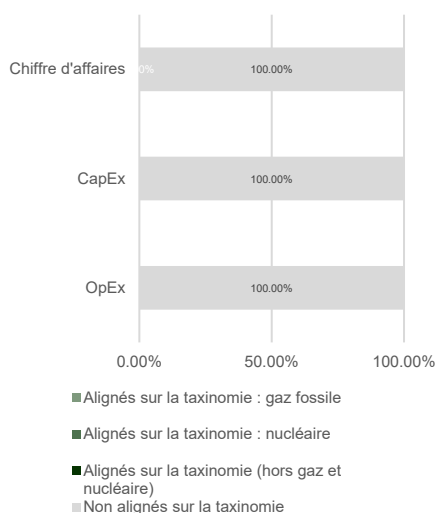 Chiffre d'affaires 0% 100.00%
CapEx 100.00%
OpEx 100.00%
0.00% 50.00% 100.00%
Alignés sur la taxinomie : gaz fossile
Alignés sur la taxinomie : nucléaire
Alignés sur la taxinomie (hors gaz et
nucléaire)
Non alignés sur la taxinomie